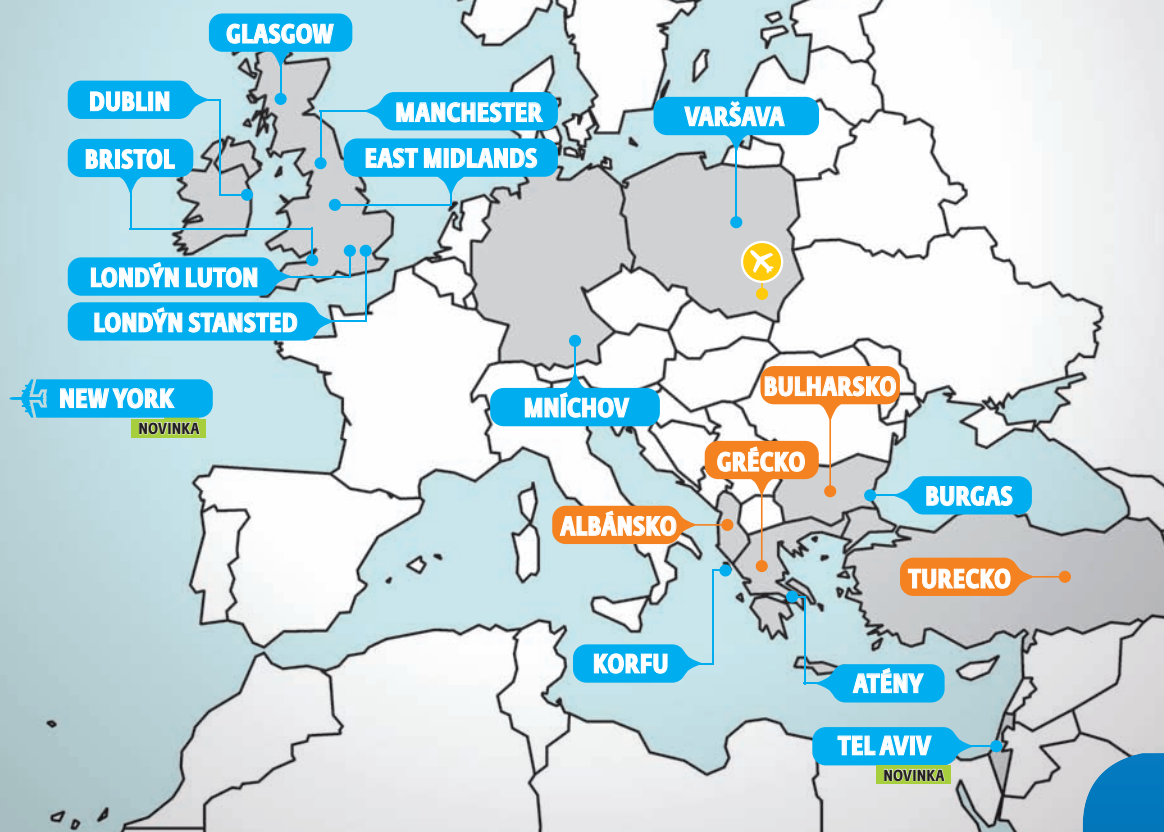 GLASGOW
DUBLIN
MANCHESTER
VARŠAVA
BRISTOL
EAST MIDLANDS
LONDÝN LUTON
LONDÝN STANSTED
NEW YORK
NOVINKA
MNÍCHOV
BULHARSKO
GRÉCKO
BURGAS
ALBÁNSKO
TURECKO
KORFU
ATÉNY
TEL AVIV
NOVINKA